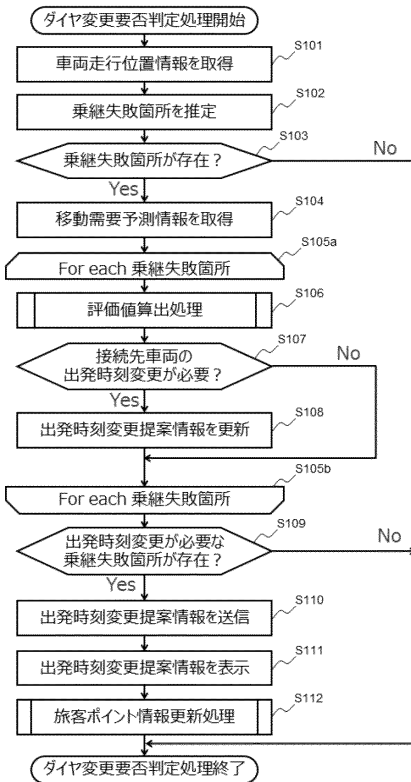 ダイヤ変更要否判定処理開始
S101
車両走行位置情報を取得
S102
乗継失敗箇所を推定
S103
乗継失敗箇所が存在？
No
Yes
S104
移動需要予測情報を取得
S105a
For each 乗継失敗箇所
S106
評価値算出処理
S107
接続先車両の
出発時刻変更が必要？
No
Yes
S108
出発時刻変更提案情報を更新
S105b
For each 乗継失敗箇所
S109
出発時刻変更が必要な
乗継失敗箇所が存在？
No
Yes
S110
出発時刻変更提案情報を送信
S111
出発時刻変更提案情報を表示
S112
旅客ポイント情報更新処理
ダイヤ変更要否判定処理終了